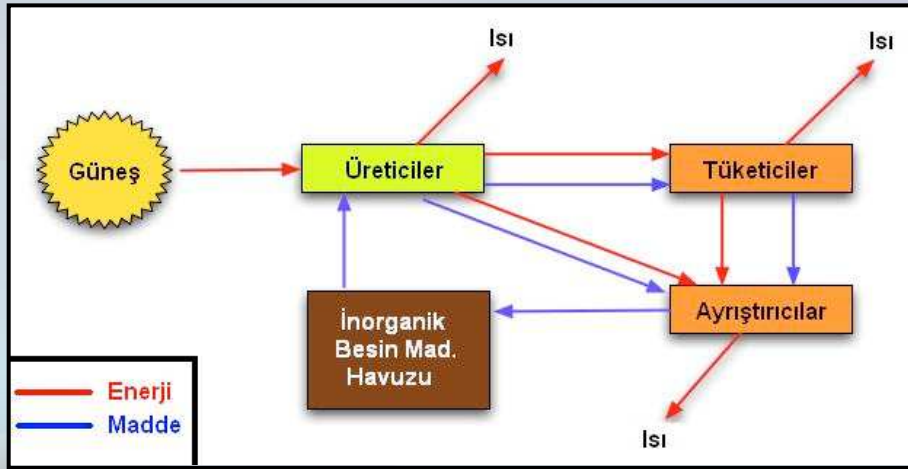 Isı
Isı
Güneş
Üreticiler
Tüketiciler
İnorganik
Besin Mad.
Havuzu
Ayrıştırıcılar
Enerji
Madde
Isı